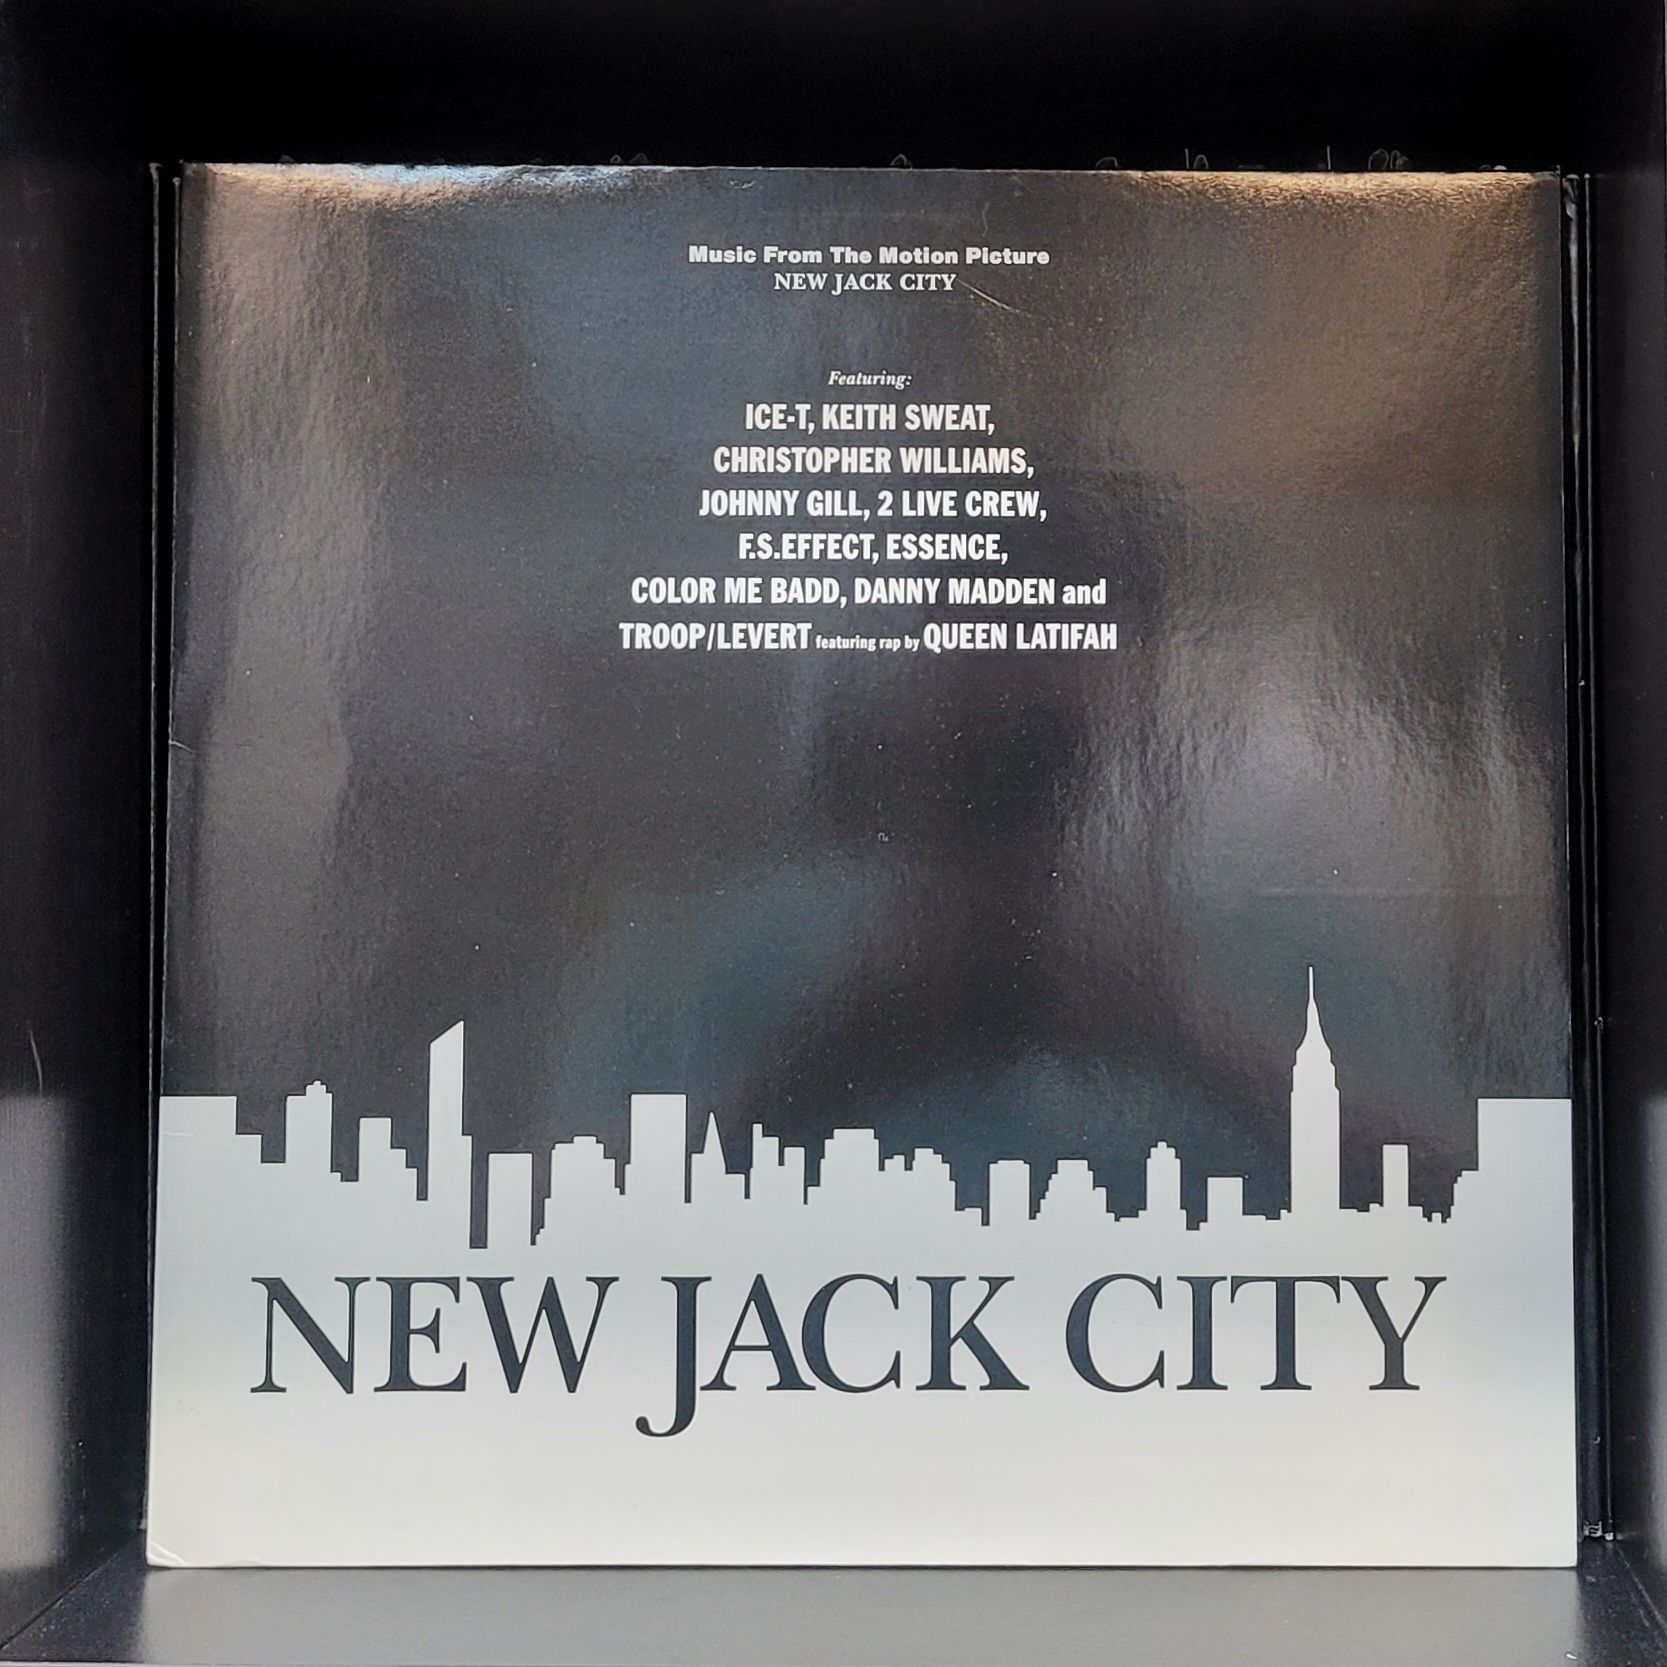 Music From The Motion Picture
NEW JACK CITY
Featuring:
ICE-T, KEITH SWEAT,
CHRISTOPHER WILLIAMS,
JOHNNY GILL, 2 LIVE CREW,
F.S.EFFECT, ESSENCE,
COLOR ME BADD, DANNY MADDEN and
TROOP/LEVERT featuring rap by QUEEN LATIFAH
NEW JACK CITY